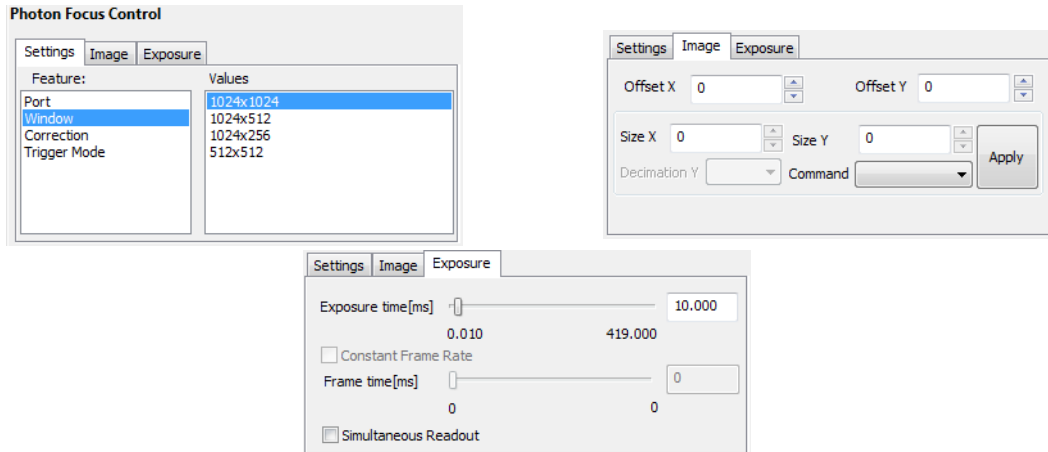 Photon Focus Control
Settings Image Exposure
Feature: Values
Port 1024x1024
Window 1024x512
Correction 1024x256
Trigger Mode 512x512
Settings Image Exposure
Offset X 0 Offset Y 0
Size X 0 Size Y 0
Decimation Y Command Apply
Settings Image Exposure
Exposure time[ms] 10.000
0.010 419.000
Constant Frame Rate
Frame time[ms] 0
0 0
Simultaneous Readout